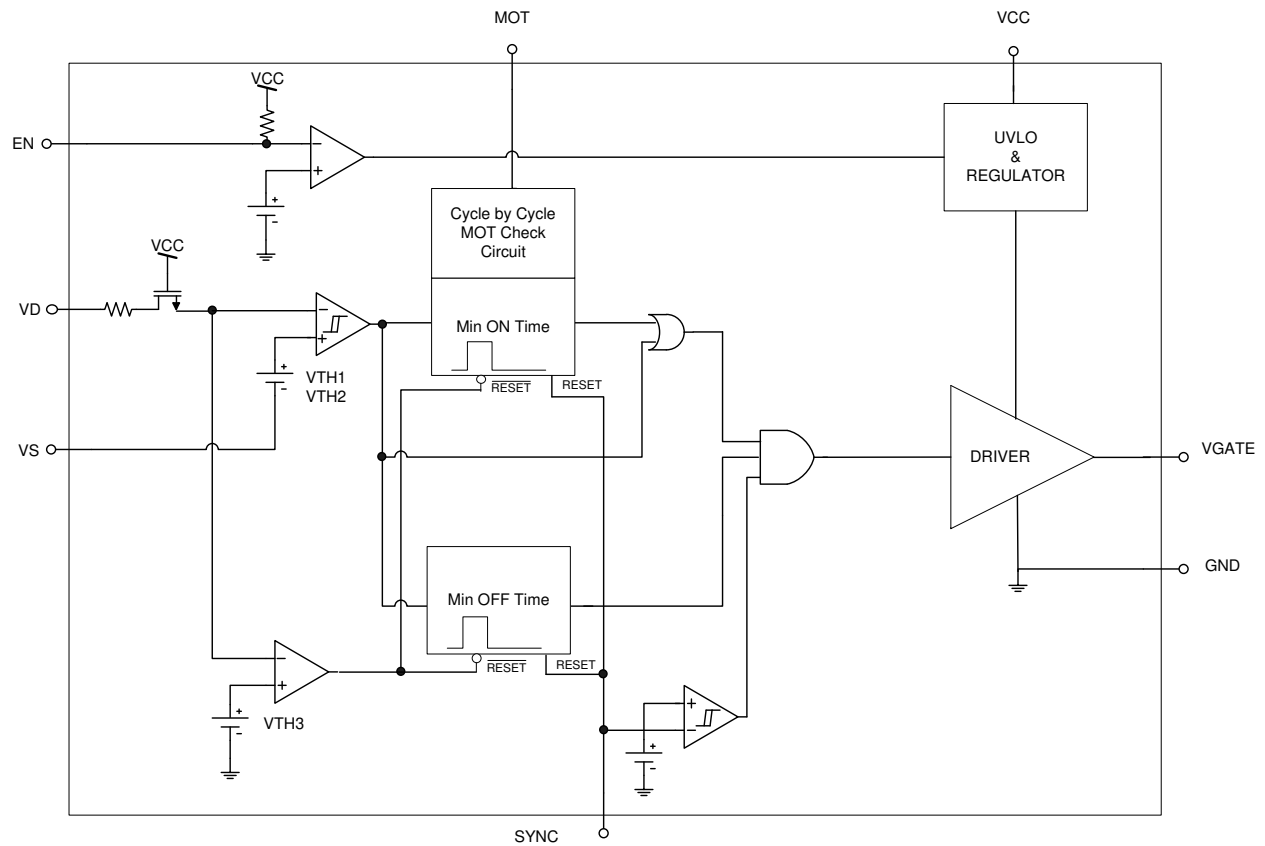 MOT
VCC
VCC
EN
−
+
+
-
UVLO
&
REGULATOR
Cycle by Cycle
MOT Check
Circuit
VCC
VD
−
+
+
-
VTH1
VTH2
Min ON Time
RESET
RESET
VS
DRIVER
VGATE
GND
Min OFF Time
RESET
RESET
−
+
+
-
VTH3
+
−
+
-
SYNC